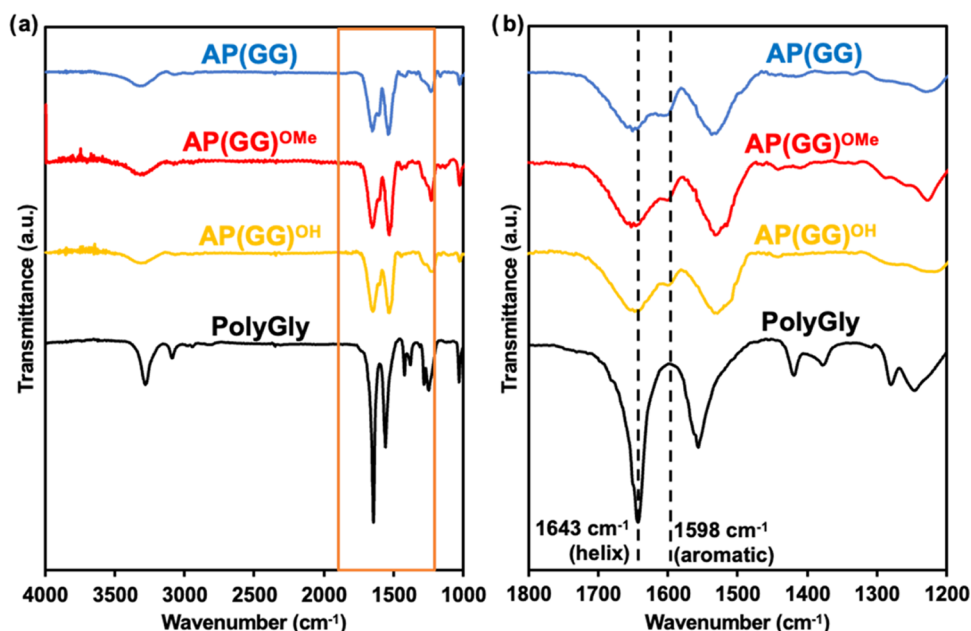 (a)
AP(GG)
AP(GG)OMe
AP(GG)OH
PolyGly
Transmittance (a.u.)
4000 3500 3000 2500 2000 1500 1000
Wavenumber (cm-1)
(b)
AP(GG)
AP(GG)OMe
AP(GG)OH
PolyGly
1643 cm-1
(helix)
1598 cm-1
(aromatic)
Transmittance (a.u.)
1800 1700 1600 1500 1400 1300 1200
Wavenumber (cm-1)